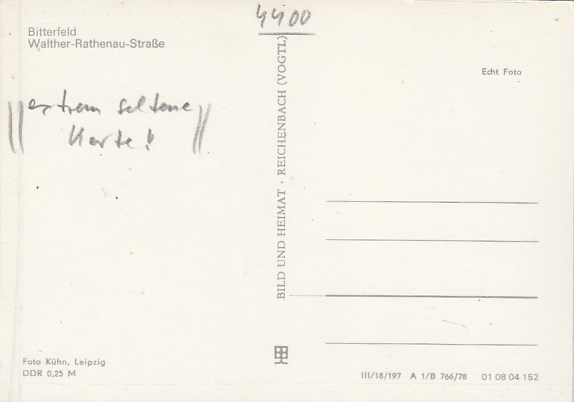 4400
Bitterfeld
Walther-Rathenau-Straße
Echt Foto
extrem seltene
Karte!
BILD UND HEIMAT · REICHENBACH (VOGTL)
Foto Kühn, Leipzig
DDR 0,25 M
III/18/197 A 1/B 766/78 01 08 04 152